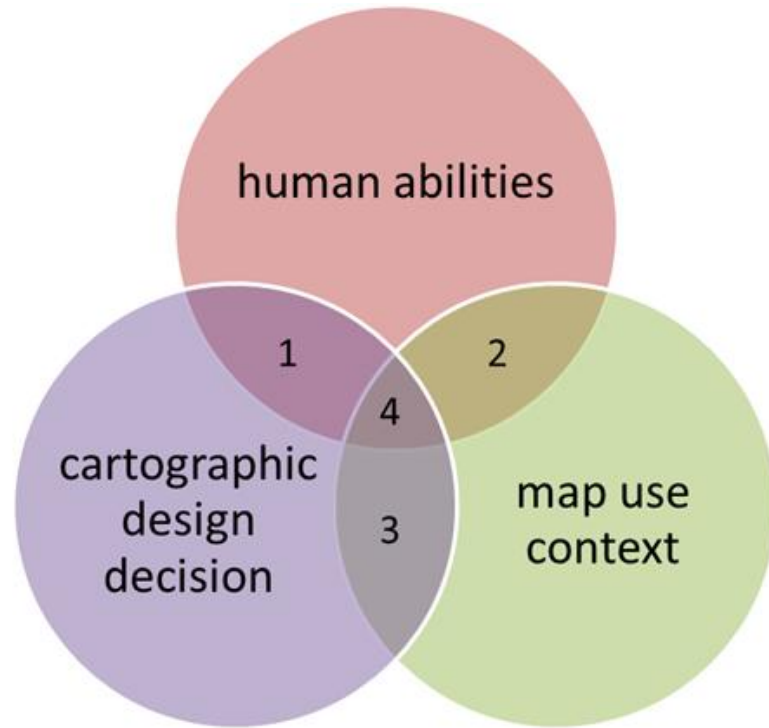 human abilities
1
2
4
cartographic
design
decision
3
map use
context